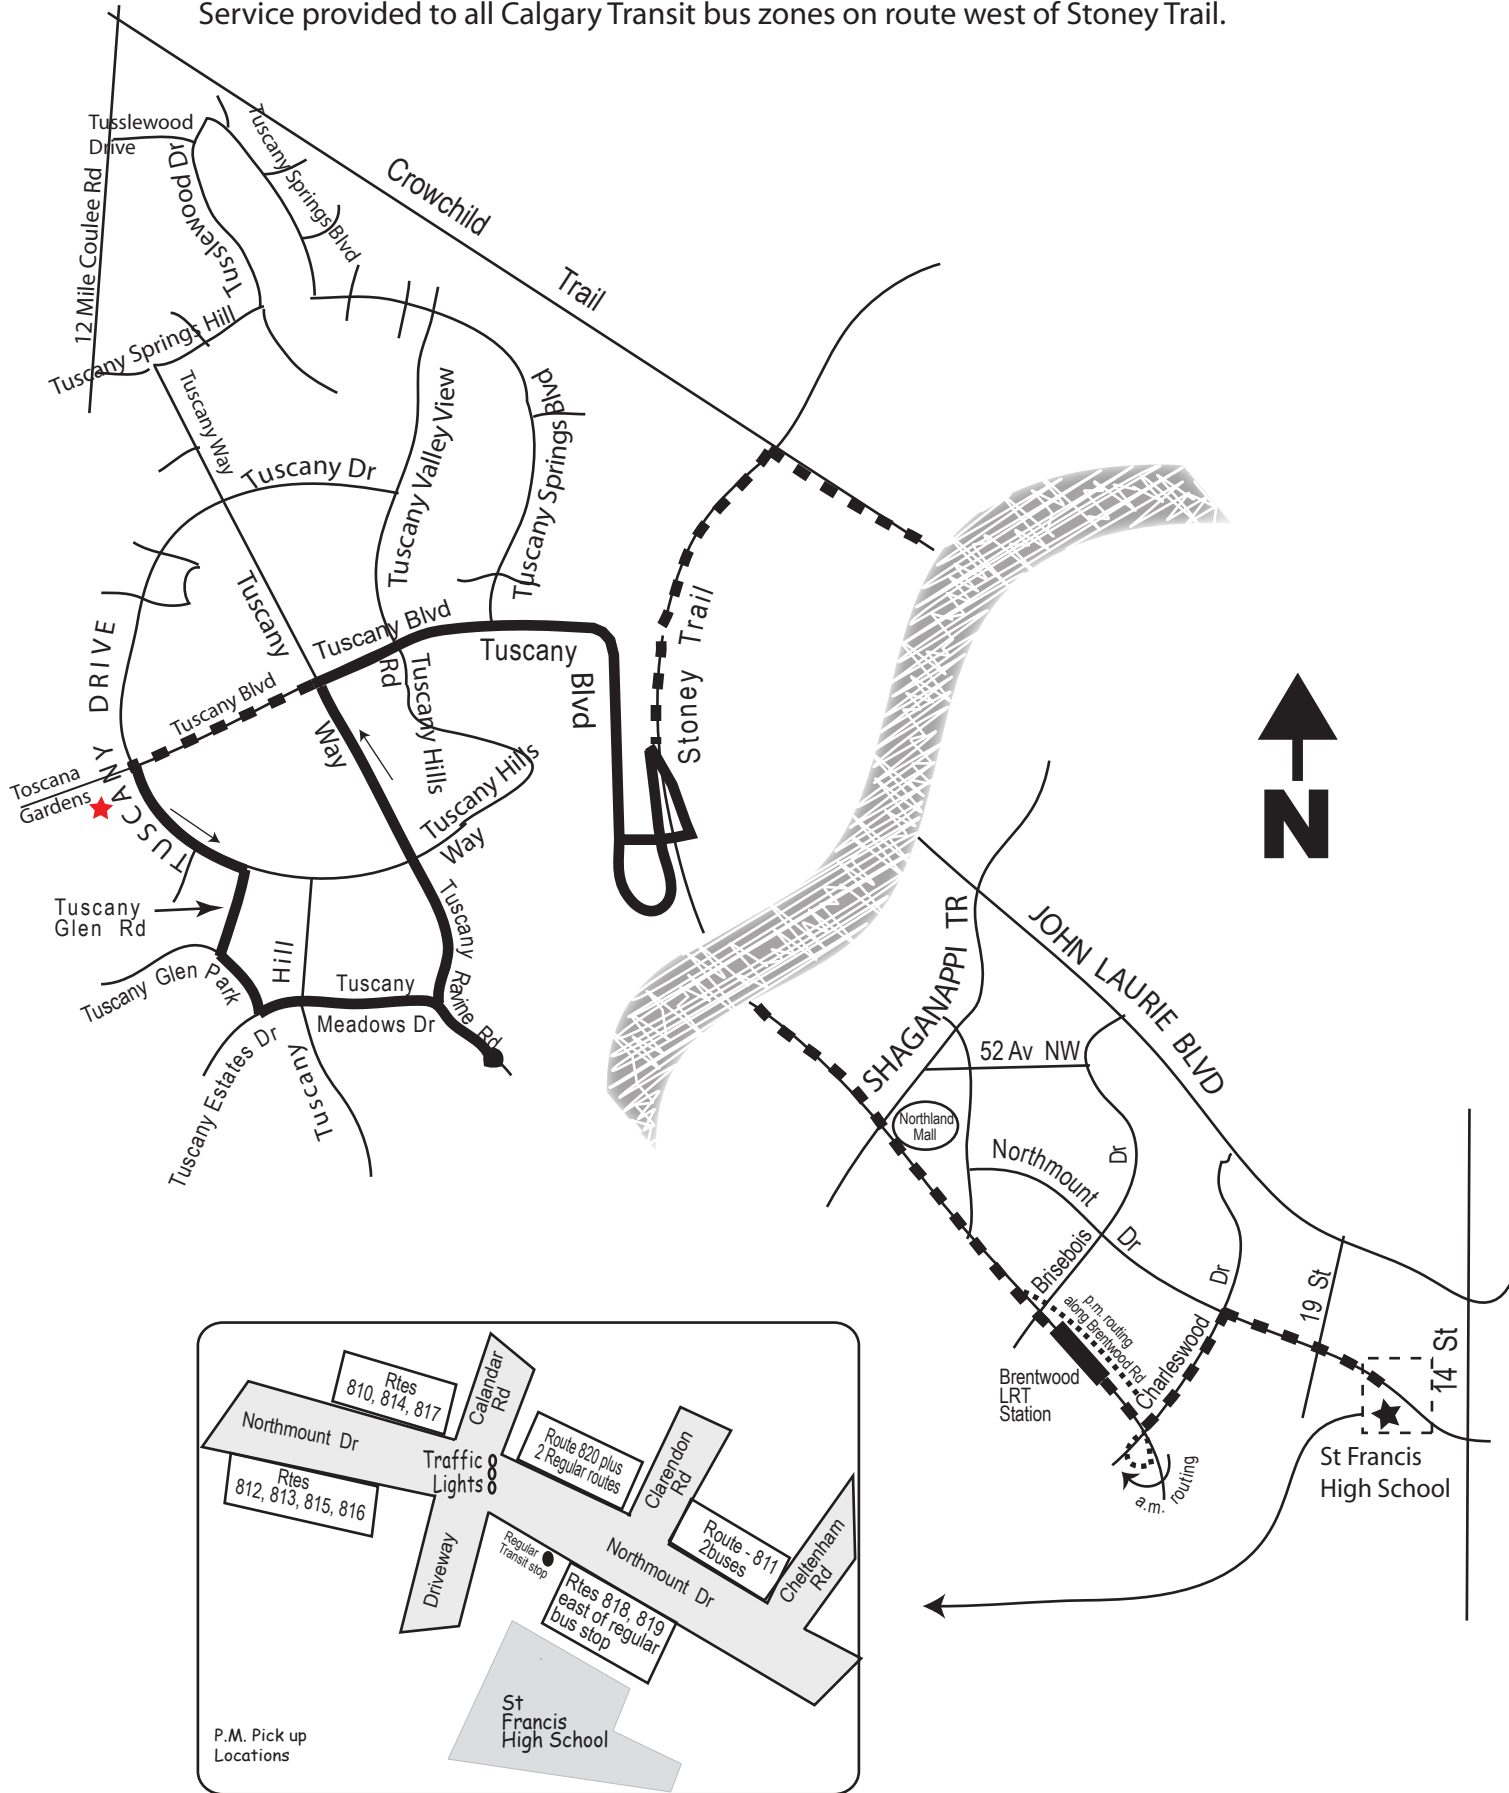 Service provided to all Calgary Transit bus zones on route west of Stoney Trail.
Tusslewood
Drive
Tusslewood Dr
Tuscany Springs Blvd
12 Mile Coulee Rd
Crowchild
Trail
Tuscany Springs Hill
Tuscany Way
Tuscany Dr
Tuscany Valley View
Rd
Tuscany Springs Blvd
Tuscany
Way
Tuscany Blvd
Tuscany
Blvd
Stoney Trail
TUSCANY DRIVE
Tuscany Blvd
Toscana
Gardens
Tuscany Hills
Tuscany Hills
Way
Tuscany
Glen Rd
Tuscany Glen Park
Hill
Tuscany
Tuscany
Meadows Dr
Tuscany Ravine Rd
Tuscany Estates Dr
N
SHAGANAPPI TR
JOHN LAURIE BLVD
52 Av NW
Northland
Mall
Northmount
Dr
Brisebois
Dr
Charleswood
Dr
19 St
14 St
p.m. routing
along Brentwood Rd
Brentwood
LRT
Station
a.m. routing
St Francis
High School
Rtes
810, 814, 817
Calandar
Rd
Northmount Dr
Traffic
Lights
Rtes
812, 813, 815, 816
Route 820 plus
2 Regular routes
Clarendon
Rd
Route - 811
2buses
Cheltenham
Rd
Driveway
Regular
Transit stop
Northmount Dr
Rtes 818, 819
east of regular
bus stop
St
Francis
High School
P.M. Pick up
Locations